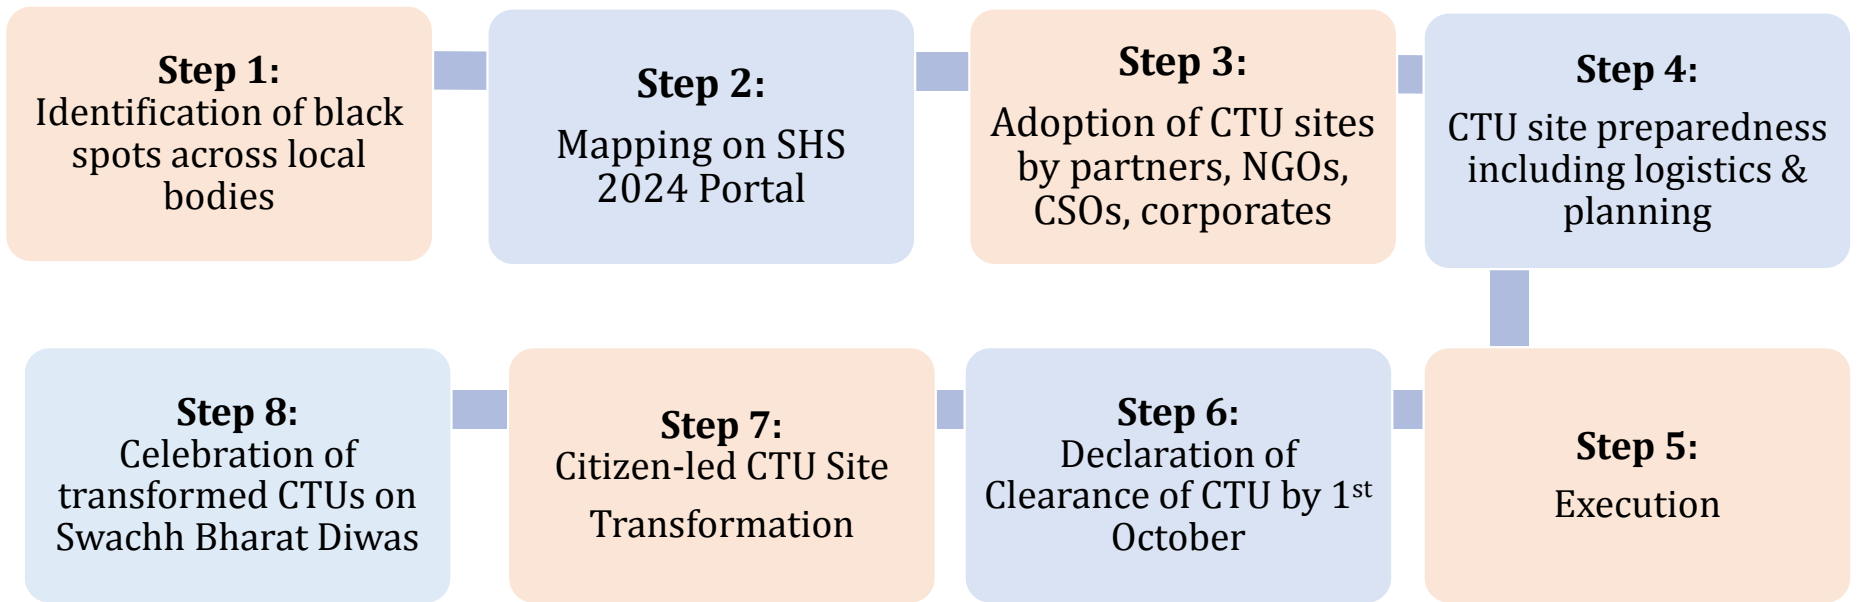 Step 1:
Identification of black
spots across local
bodies
Step 2:
Mapping on SHS
2024 Portal
Step 3:
Adoption of CTU sites
by partners, NGOs,
CSOs, corporates
Step 4:
CTU site preparedness
including logistics &
planning
Step 5:
Execution
Step 6:
Declaration of
Clearance of CTU by 1st
October
Step 7:
Citizen-led CTU Site
Transformation
Step 8:
Celebration of
transformed CTUs on
Swachh Bharat Diwas